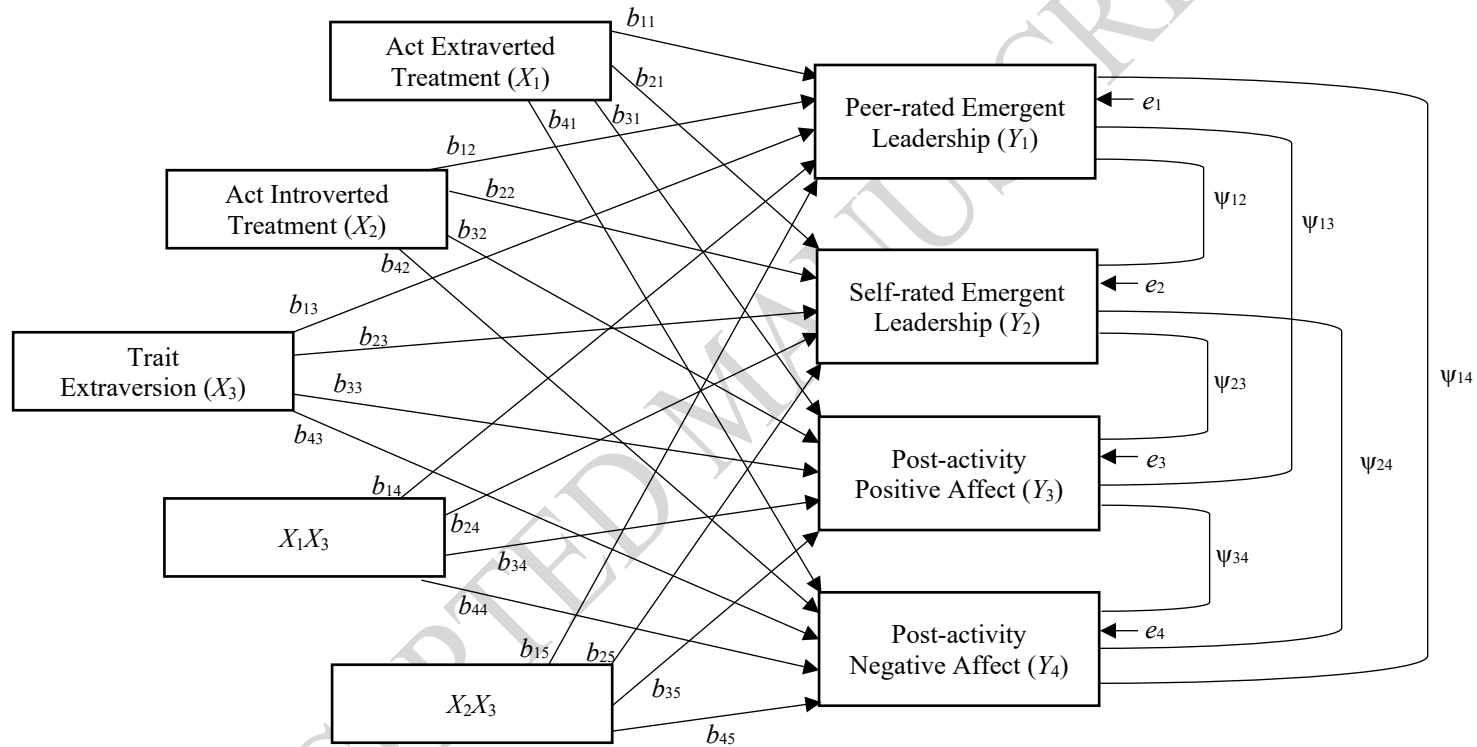 b11
Act Extraverted
Treatment (X1)
b21
b31
b41
Peer-rated Emergent
Leadership (Y1)
e1
b12
Act Introverted
Treatment (X2)
b22
b32
b42
ψ12
ψ13
Self-rated Emergent
Leadership (Y2)
e2
b13
b23
Trait
Extraversion (X3)
b33
b43
ψ23
ψ14
Post-activity
Positive Affect (Y3)
e3
ψ24
b14
b24
X1X3
b34
b44
ψ34
Post-activity
Negative Affect (Y4)
e4
b15
b25
X2X3
b35
b45